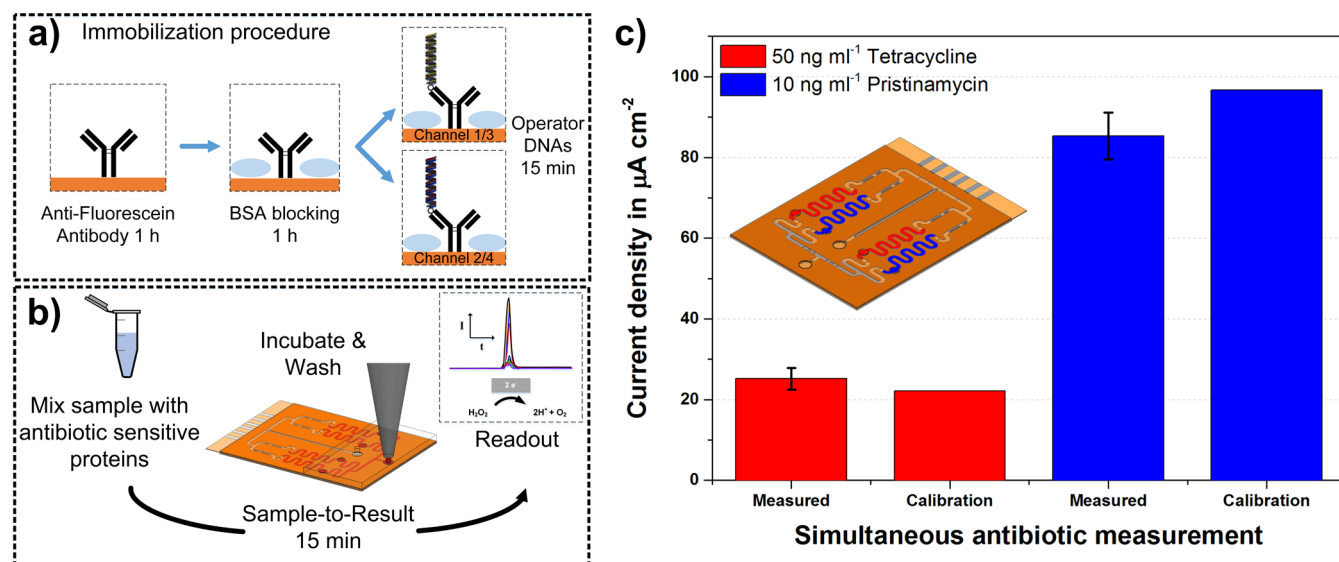 a)
Immobilization procedure
Anti-Fluorescein
Antibody 1 h
BSA blocking
1 h
Channel 1/3
Channel 2/4
Operator
DNAs
15 min
b)
Mix sample with
antibiotic sensitive
proteins
Incubate &
Wash
I
t
2 e⁻
H₂O₂
2H⁺ + O₂
Readout
Sample-to-Result
15 min
c)
50 ng ml⁻¹ Tetracycline
10 ng ml⁻¹ Pristinamycin
Current density in µA cm⁻²
100
80
60
40
20
0
Measured
Calibration
Measured
Calibration
Simultaneous antibiotic measurement